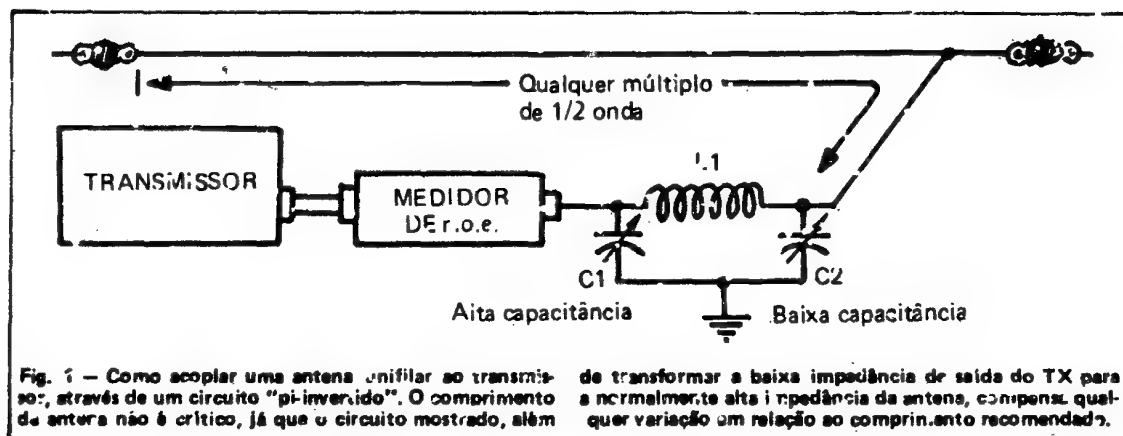 Qualquer múltiplo
de 1/2 onda
TRANSMISSOR
MEDIDOR
DE r.o.e.
L1
C1
C2
Alta capacitância
Baixa capacitância
Fig. 1 — Como acoplar uma antena unifilar ao transmis-
sor, através de um circuito "pi-invertido". O comprimento
da antena não é crítico, já que o circuito mostrado, além
de transformar a baixa impedância de saída do TX para
a normalmente alta impedância da antena, compensa qual-
quer variação em relação ao comprimento recomendado.